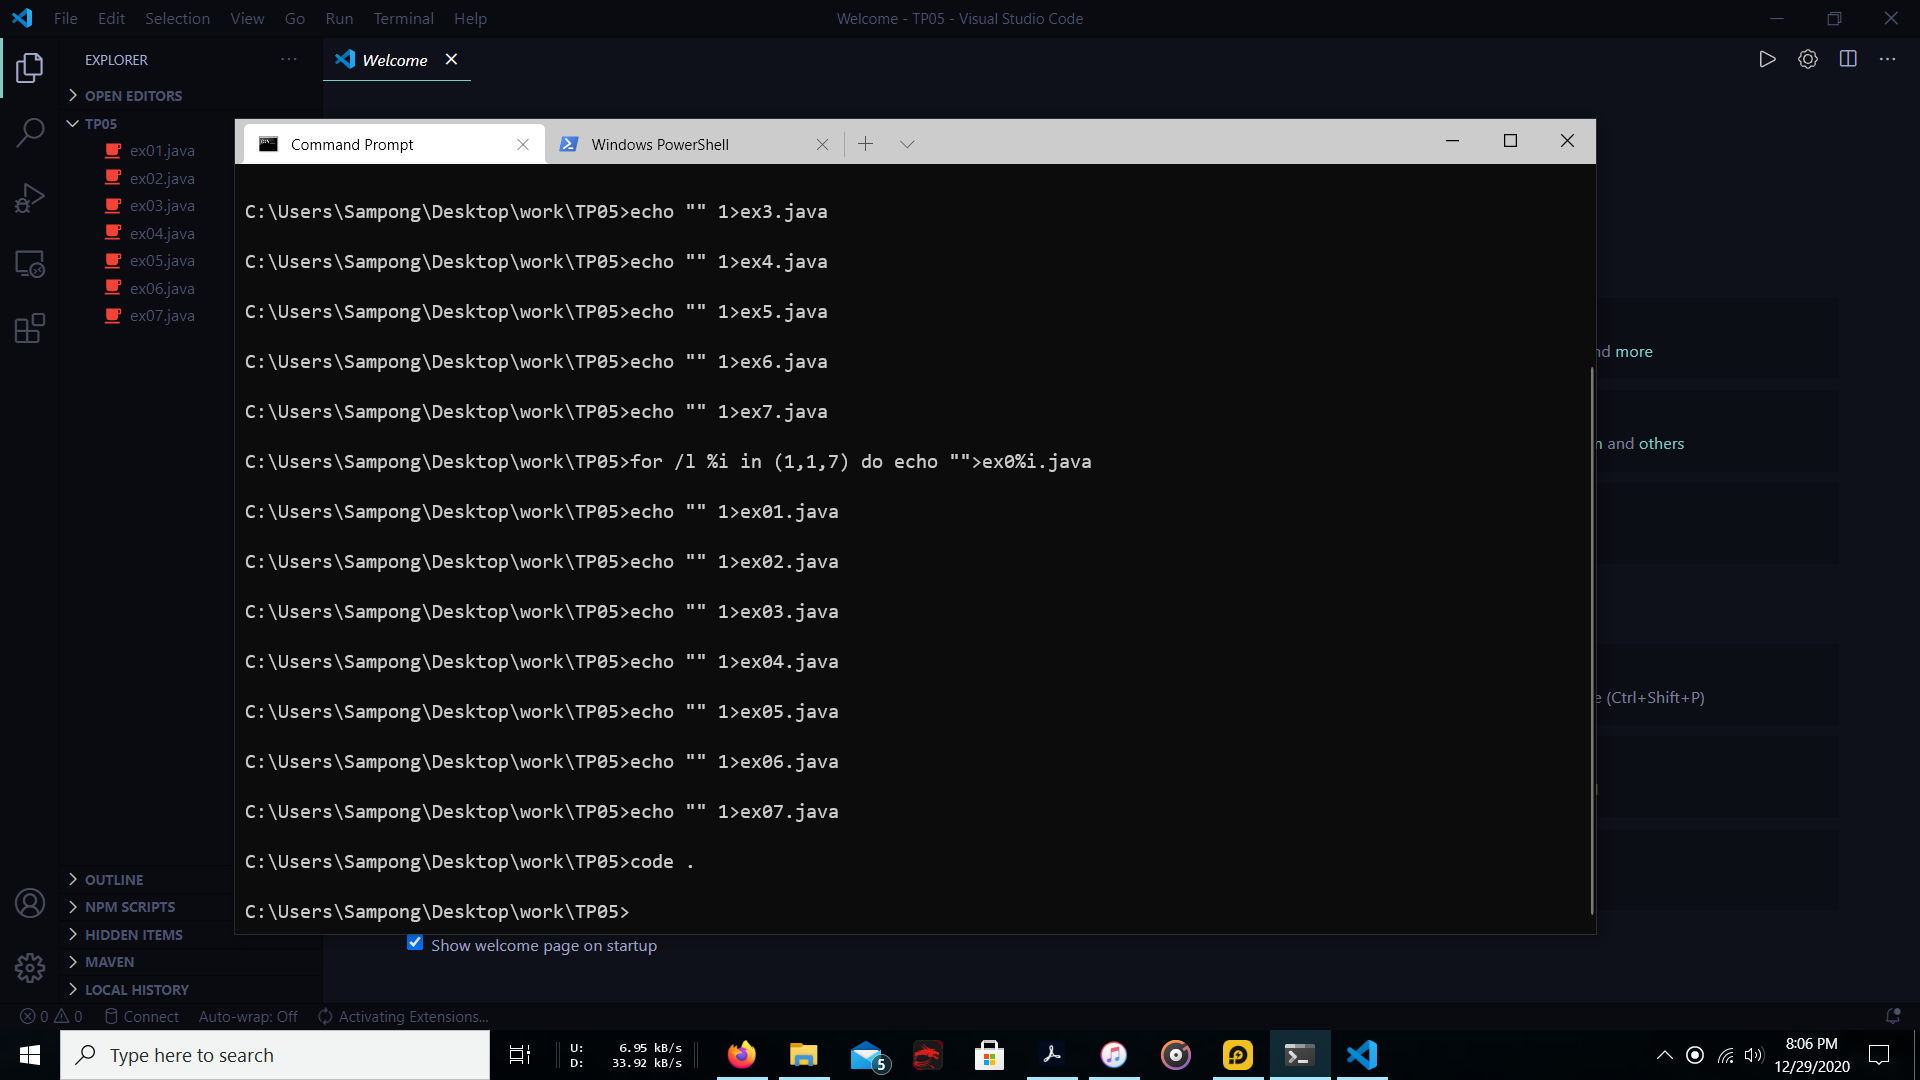 File Edit Selection View Go Run Terminal Help
Welcome - TP05 - Visual Studio Code
EXPLORER
Welcome
OPEN EDITORS
TP05
ex01.java
ex02.java
ex03.java
ex04.java
ex05.java
ex06.java
ex07.java
OUTLINE
NPM SCRIPTS
HIDDEN ITEMS
MAVEN
LOCAL HISTORY
Command Prompt
Windows PowerShell
C:\Users\Sampong\Desktop\work\TP05>echo "" 1>ex3.java
C:\Users\Sampong\Desktop\work\TP05>echo "" 1>ex4.java
C:\Users\Sampong\Desktop\work\TP05>echo "" 1>ex5.java
C:\Users\Sampong\Desktop\work\TP05>echo "" 1>ex6.java
C:\Users\Sampong\Desktop\work\TP05>echo "" 1>ex7.java
C:\Users\Sampong\Desktop\work\TP05>for /l %i in (1,1,7) do echo "">ex0%i.java
C:\Users\Sampong\Desktop\work\TP05>echo "" 1>ex01.java
C:\Users\Sampong\Desktop\work\TP05>echo "" 1>ex02.java
C:\Users\Sampong\Desktop\work\TP05>echo "" 1>ex03.java
C:\Users\Sampong\Desktop\work\TP05>echo "" 1>ex04.java
C:\Users\Sampong\Desktop\work\TP05>echo "" 1>ex05.java
C:\Users\Sampong\Desktop\work\TP05>echo "" 1>ex06.java
C:\Users\Sampong\Desktop\work\TP05>echo "" 1>ex07.java
C:\Users\Sampong\Desktop\work\TP05>code .
C:\Users\Sampong\Desktop\work\TP05>
more
and others
(Ctrl+Shift+P)
Show welcome page on startup
0 0 Connect Auto-wrap: Off Activating Extensions...
Type here to search
U: 6.95 kB/s
D: 33.92 kB/s
5
8:06 PM
12/29/2020